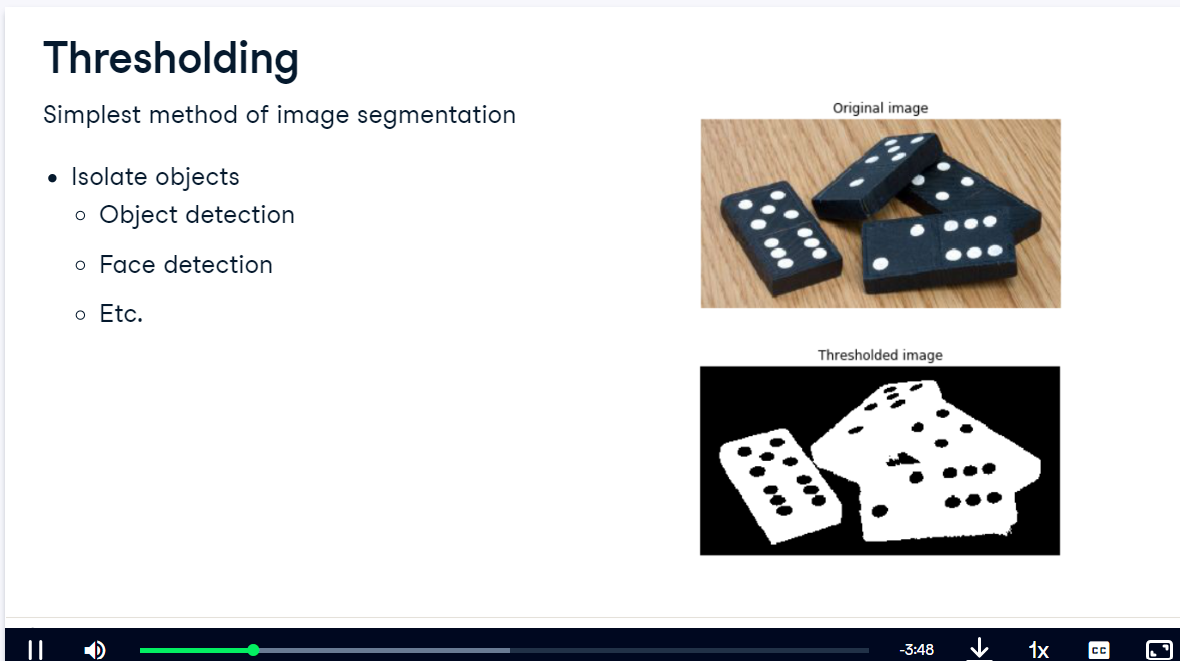 Thresholding
Simplest method of image segmentation
Isolate objects
Object detection
Face detection
Etc.
Original image
Thresholded image
-3:48
1x
CC